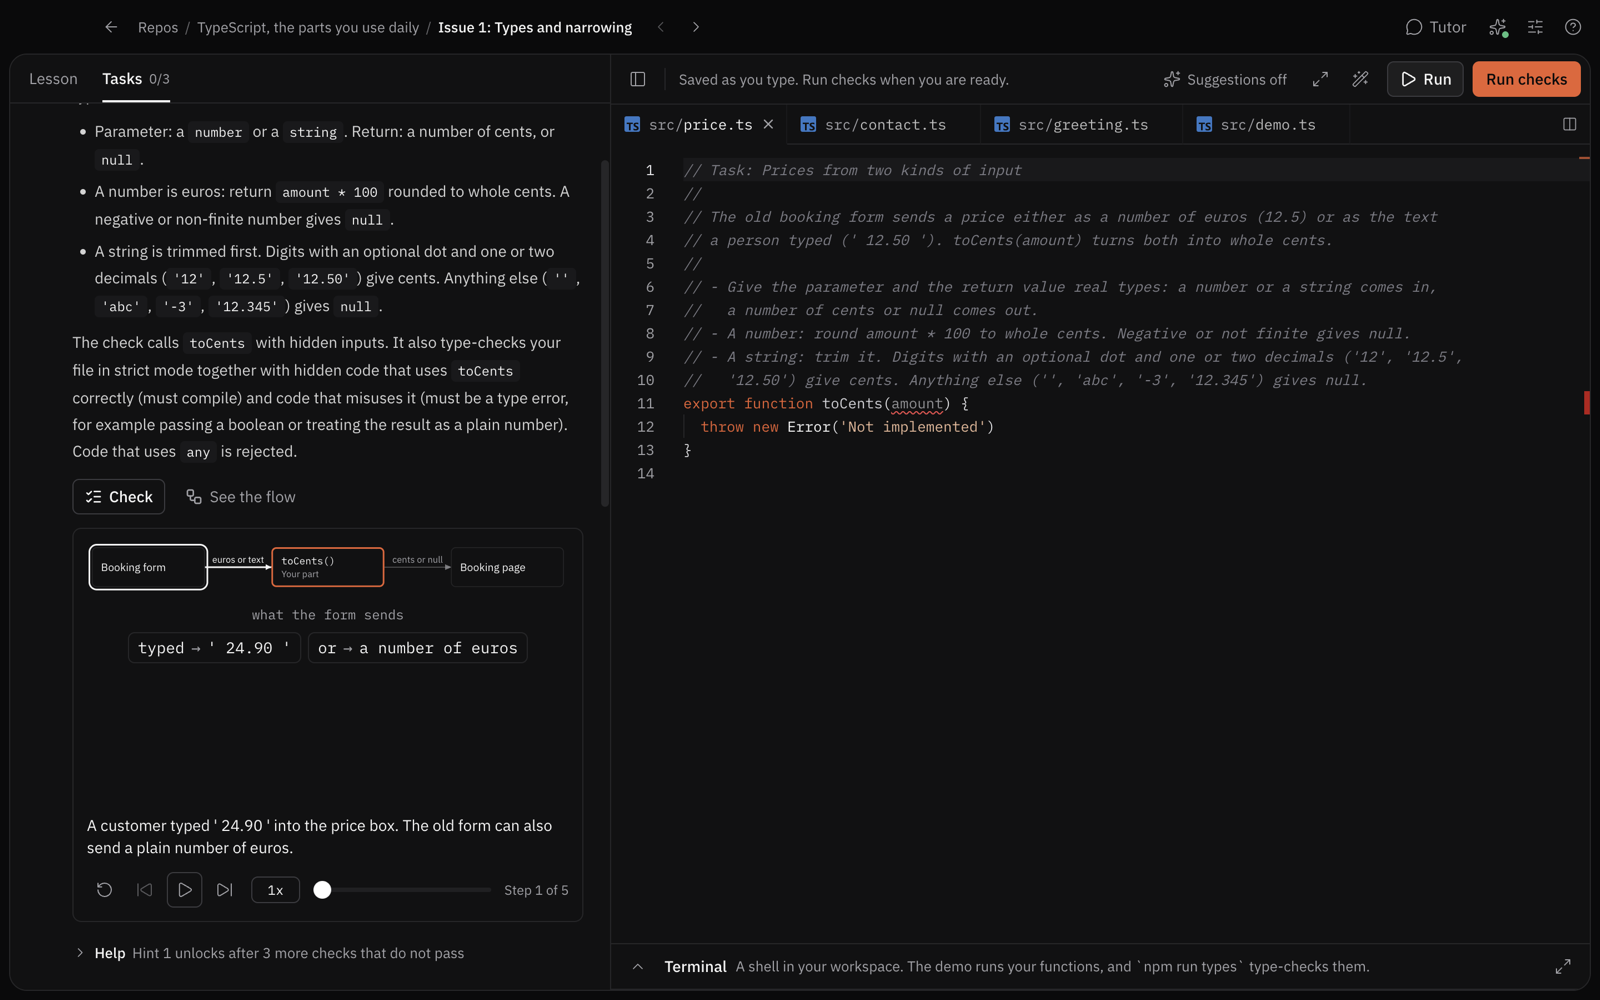 Repos / TypeScript, the parts you use daily / Issue 1: Types and narrowing
Tutor
Lesson
Tasks 0/3
• Parameter: a number or a string . Return: a number of cents, or
null .
• A number is euros: return amount * 100 rounded to whole cents. A
negative or non-finite number gives null .
• A string is trimmed first. Digits with an optional dot and one or two
decimals ( '12' , '12.5' , '12.50' ) give cents. Anything else ( '' ,
'abc' , '-3' , '12.345' ) gives null .
The check calls toCents with hidden inputs. It also type-checks your
file in strict mode together with hidden code that uses toCents
correctly (must compile) and code that misuses it (must be a type error,
for example passing a boolean or treating the result as a plain number).
Code that uses any is rejected.
Check
See the flow
Booking form
euros or text
toCents()
Your part
cents or null
Booking page
what the form sends
typed → ' 24.90 '
or → a number of euros
A customer typed ' 24.90 ' into the price box. The old form can also
send a plain number of euros.
1x
Step 1 of 5
Help Hint 1 unlocks after 3 more checks that do not pass
Saved as you type. Run checks when you are ready.
Suggestions off
Run
Run checks
TS src/price.ts
TS src/contact.ts
TS src/greeting.ts
TS src/demo.ts
1 // Task: Prices from two kinds of input
2 //
3 // The old booking form sends a price either as a number of euros (12.5) or as the text
4 // a person typed (' 12.50 '). toCents(amount) turns both into whole cents.
5 //
6 // - Give the parameter and the return value real types: a number or a string comes in,
7 //   a number of cents or null comes out.
8 // - A number: round amount * 100 to whole cents. Negative or not finite gives null.
9 // - A string: trim it. Digits with an optional dot and one or two decimals ('12', '12.5',
10 //   '12.50') give cents. Anything else ('', 'abc', '-3', '12.345') gives null.
11 export function toCents(amount) {
12   throw new Error('Not implemented')
13 }
14
Terminal A shell in your workspace. The demo runs your functions, and `npm run types` type-checks them.